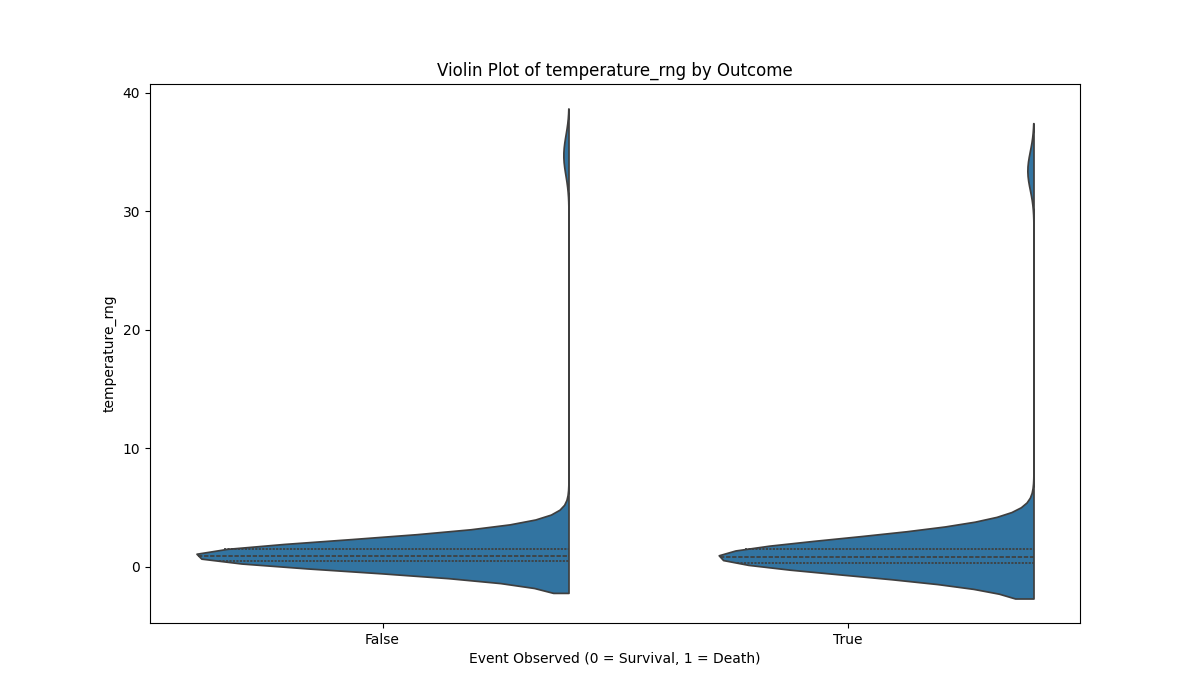 Violin Plot of temperature_rng by Outcome
40
30
20
10
0
temperature_rng
False
True
Event Observed (0 = Survival, 1 = Death)